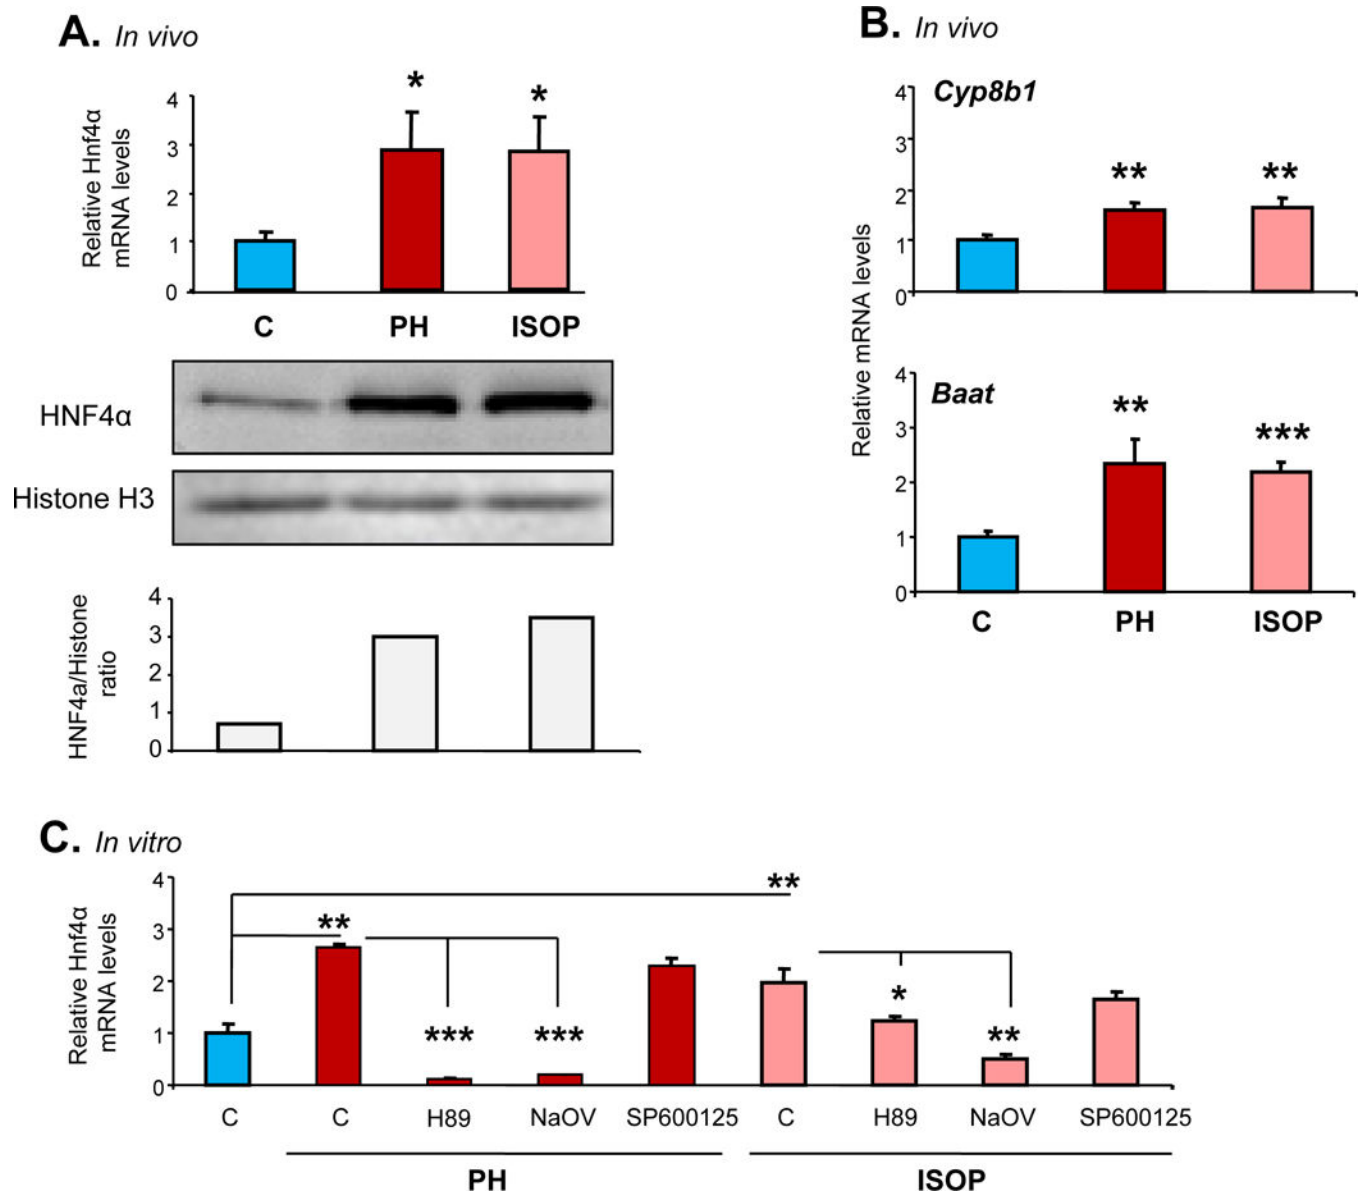 A. In vivo
Relative Hnf4α
mRNA levels
4
3
2
1
0
*
*
C PH ISOP
HNF4α
Histone H3
HNF4a/Histone
ratio
4
3
2
1
0
B. In vivo
Relative mRNA levels
Cyp8b1
4
3
2
1
0
**
**
Baat
4
3
2
1
0
**
***
C PH ISOP
C. In vitro
Relative Hnf4α
mRNA levels
4
3
2
1
0
**
***
***
**
*
**
C C H89 NaOV SP600125 C H89 NaOV SP600125
PH ISOP